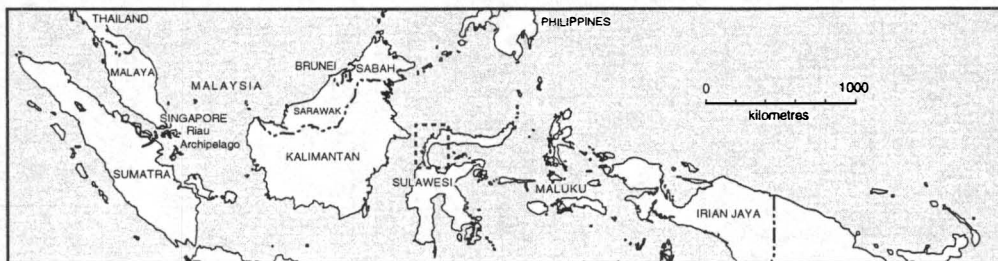 THAILAND
PHILIPPINES
MALAYA
BRUNEI
SABAH
MALAYSIA
0 1000
kilometres
SARAWAK
SINGAPORE
Riau
Archipelago
KALIMANTAN
SUMATRA
SULAWESI
MALUKU
IRIAN JAYA